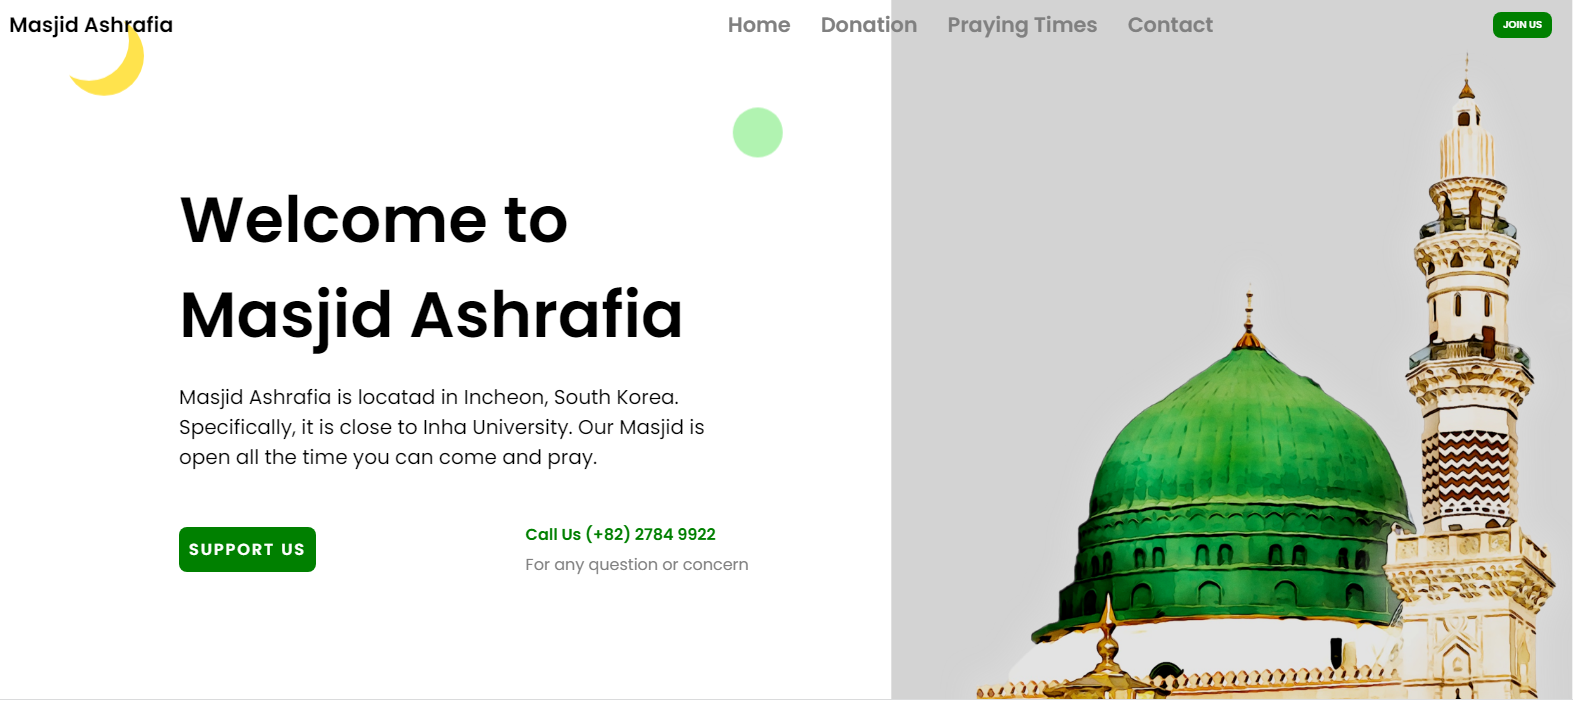 Masjid Ashrafia
Home Donation Praying Times Contact
JOIN US
Welcome to
Masjid Ashrafia
Masjid Ashrafia is locatad in Incheon, South Korea.
Specifically, it is close to Inha University. Our Masjid is
open all the time you can come and pray.
SUPPORT US
Call Us (+82) 2784 9922
For any question or concern